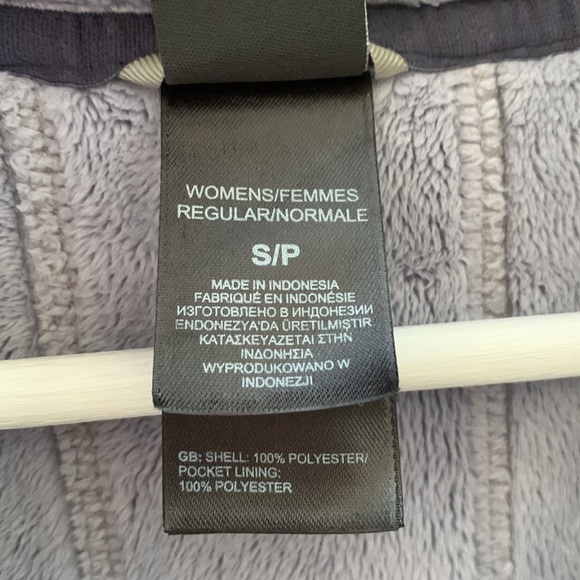 WOMENS/FEMMES
REGULAR/NORMALE
S/P
MADE IN INDONESIA
FABRIQUÉ EN INDONÉSIE
ИЗГОТОВЛЕНО В ИНДОНЕЗИИ
ENDONEZYA'DA ÜRETILMIŞTIR
ΚΑΤΑΣΚΕΥΑΖΕΤΑΙ ΣΤΗΝ
ΙΝΔΟΝΗΣΙΑ
WYPRODUKOWANO W
INDONEZJI
GB: SHELL: 100% POLYESTER/
POCKET LINING:
100% POLYESTER